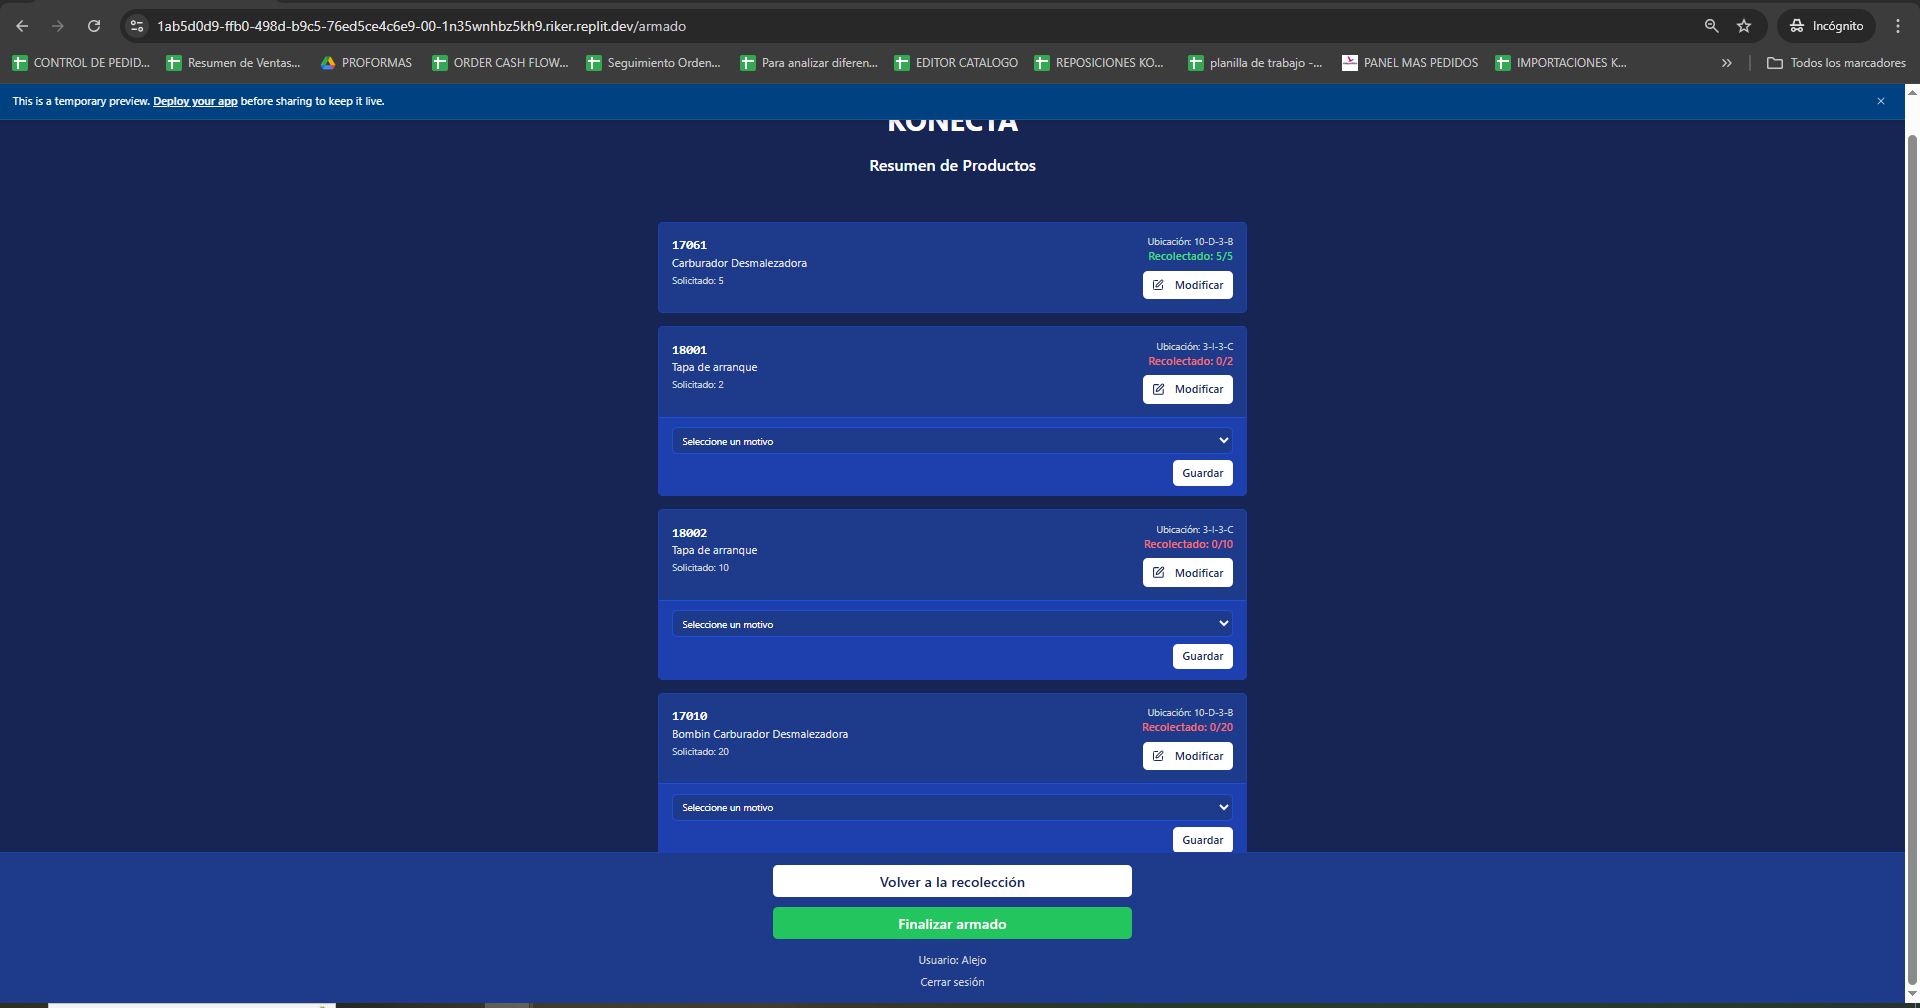 1ab5d0d9-ffb0-498d-b9c5-76ed5ce4c6e9-00-1n35wnhbz5kh9.riker.replit.dev/armado
Incógnito
CONTROL DE PEDID...
Resumen de Ventas...
PROFORMAS
ORDER CASH FLOW...
Seguimiento Orden...
Para analizar diferen...
EDITOR CATALOGO
REPOSICIONES KO...
planilla de trabajo -...
PANEL MAS PEDIDOS
IMPORTACIONES K...
Todos los marcadores
This is a temporary preview. Deploy your app before sharing to keep it live.
KONECTA
Resumen de Productos
17061
Carburador Desmalezadora
Solicitado: 5
Ubicación: 10-D-3-B
Recolectado: 5/5
Modificar
18001
Tapa de arranque
Solicitado: 2
Ubicación: 3-I-3-C
Recolectado: 0/2
Modificar
Seleccione un motivo
Guardar
18002
Tapa de arranque
Solicitado: 10
Ubicación: 3-I-3-C
Recolectado: 0/10
Modificar
Seleccione un motivo
Guardar
17010
Bombin Carburador Desmalezadora
Solicitado: 20
Ubicación: 10-D-3-B
Recolectado: 0/20
Modificar
Seleccione un motivo
Guardar
Volver a la recolección
Finalizar armado
Usuario: Alejo
Cerrar sesión